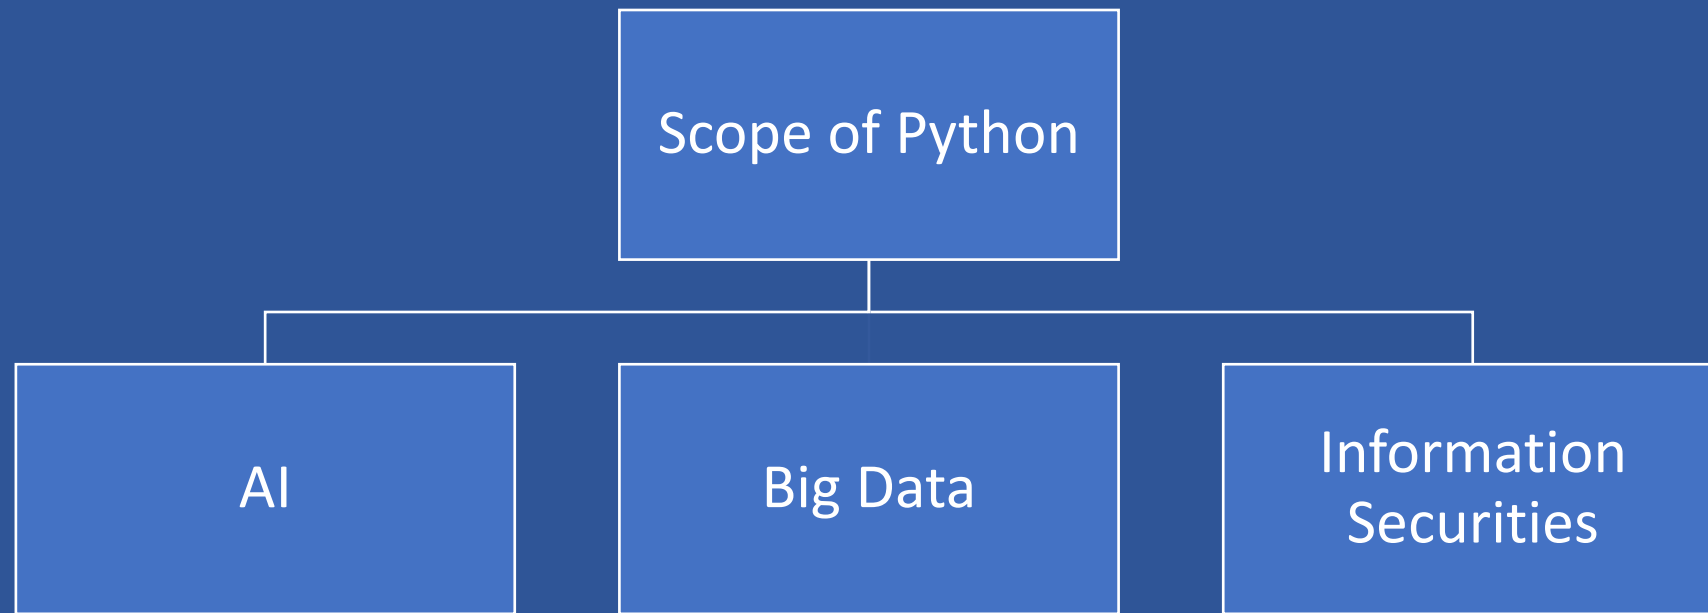 Scope of Python
AI
Big Data
Information
Securities